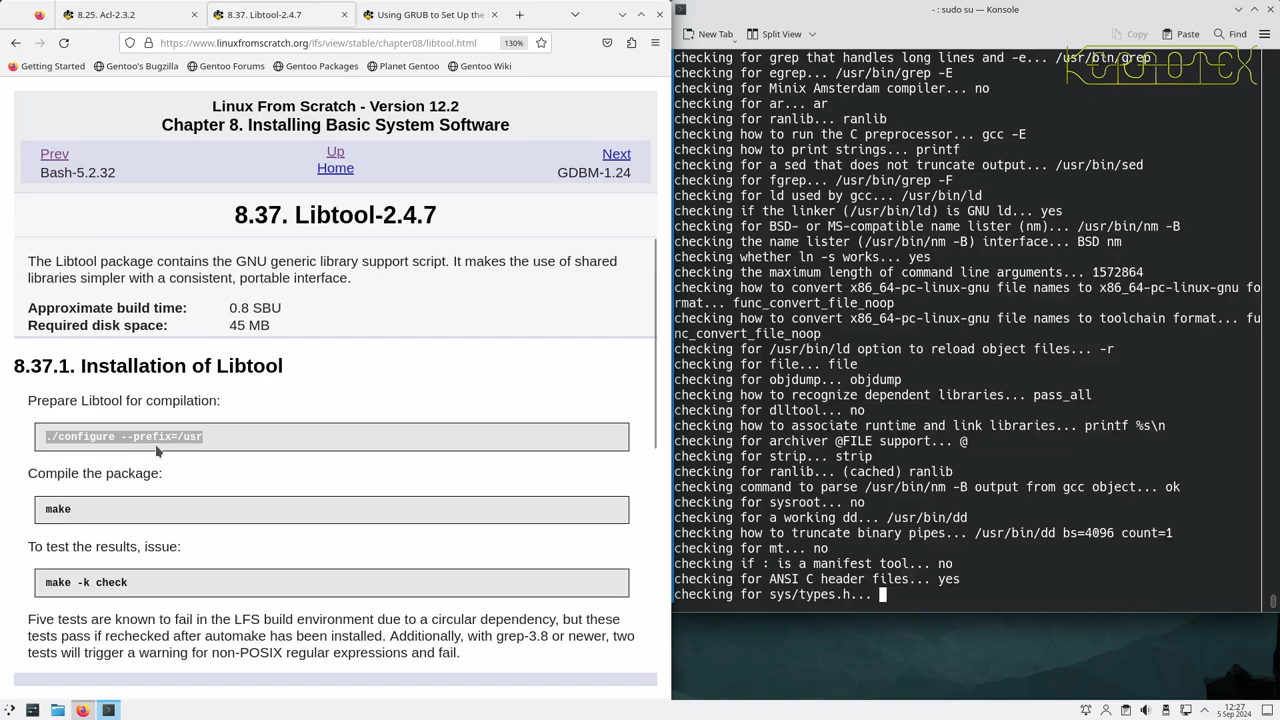 8.25. Acl-2.3.2
8.37. Libtool-2.4.7
Using GRUB to Set Up the
https://www.linuxfromscratch.org/lfs/view/stable/chapter08/libtool.html
130%
Getting Started
Gentoo's Bugzilla
Gentoo Forums
Gentoo Packages
Planet Gentoo
Gentoo Wiki
Linux From Scratch - Version 12.2
Chapter 8. Installing Basic System Software
Prev
Up
Next
Bash-5.2.32
Home
GDBM-1.24
8.37. Libtool-2.4.7
The Libtool package contains the GNU generic library support script. It makes the use of shared
libraries simpler with a consistent, portable interface.
Approximate build time: 0.8 SBU
Required disk space: 45 MB
8.37.1. Installation of Libtool
Prepare Libtool for compilation:
./configure --prefix=/usr
Compile the package:
make
To test the results, issue:
make -k check
Five tests are known to fail in the LFS build environment due to a circular dependency, but these
tests pass if rechecked after automake has been installed. Additionally, with grep-3.8 or newer, two
tests will trigger a warning for non-POSIX regular expressions and fail.
- : sudo su — Konsole
New Tab
Split View
Copy
Paste
Find
checking for grep that handles long lines and -e... /usr/bin/grep
checking for egrep... /usr/bin/grep -E
checking for Minix Amsterdam compiler... no
checking for ar... ar
checking for ranlib... ranlib
checking how to run the C preprocessor... gcc -E
checking how to print strings... printf
checking for a sed that does not truncate output... /usr/bin/sed
checking for fgrep... /usr/bin/grep -F
checking for ld used by gcc... /usr/bin/ld
checking if the linker (/usr/bin/ld) is GNU ld... yes
checking for BSD- or MS-compatible name lister (nm)... /usr/bin/nm -B
checking the name lister (/usr/bin/nm -B) interface... BSD nm
checking whether ln -s works... yes
checking the maximum length of command line arguments... 1572864
checking how to convert x86_64-pc-linux-gnu file names to x86_64-pc-linux-gnu fo
rmat... func_convert_file_noop
checking how to convert x86_64-pc-linux-gnu file names to toolchain format... fu
nc_convert_file_noop
checking for /usr/bin/ld option to reload object files... -r
checking for file... file
checking for objdump... objdump
checking how to recognize dependent libraries... pass_all
checking for dlltool... no
checking how to associate runtime and link libraries... printf %s\n
checking for archiver @FILE support... @
checking for strip... strip
checking for ranlib... (cached) ranlib
checking command to parse /usr/bin/nm -B output from gcc object... ok
checking for sysroot... no
checking for a working dd... /usr/bin/dd
checking how to truncate binary pipes... /usr/bin/dd bs=4096 count=1
checking for mt... no
checking if : is a manifest tool... no
checking for ANSI C header files... yes
checking for sys/types.h...
12:27
5 Sep 2024